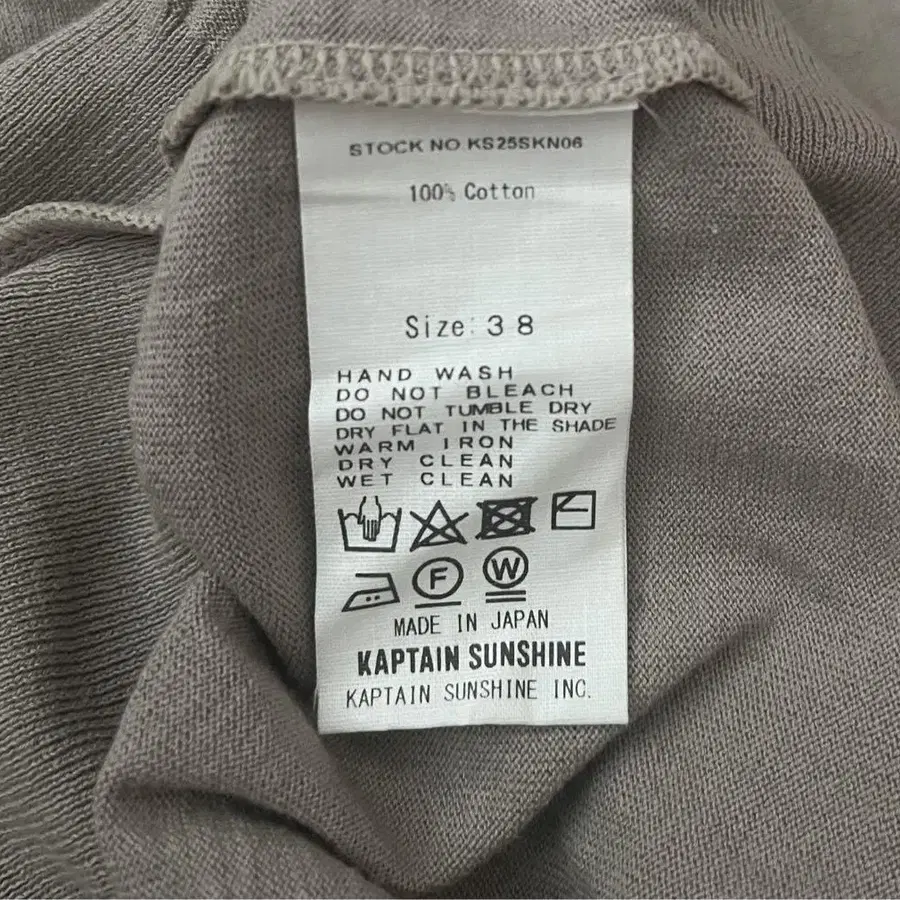 STOCK NO KS25SKN06
100% Cotton
Size:38
HAND WASH
DO NOT BLEACH
DO NOT TUMBLE DRY
DRY FLAT IN THE SHADE
WARM IRON
DRY CLEAN
WET CLEAN
F W
MADE IN JAPAN
KAPTAIN SUNSHINE
KAPTAIN SUNSHINE INC.